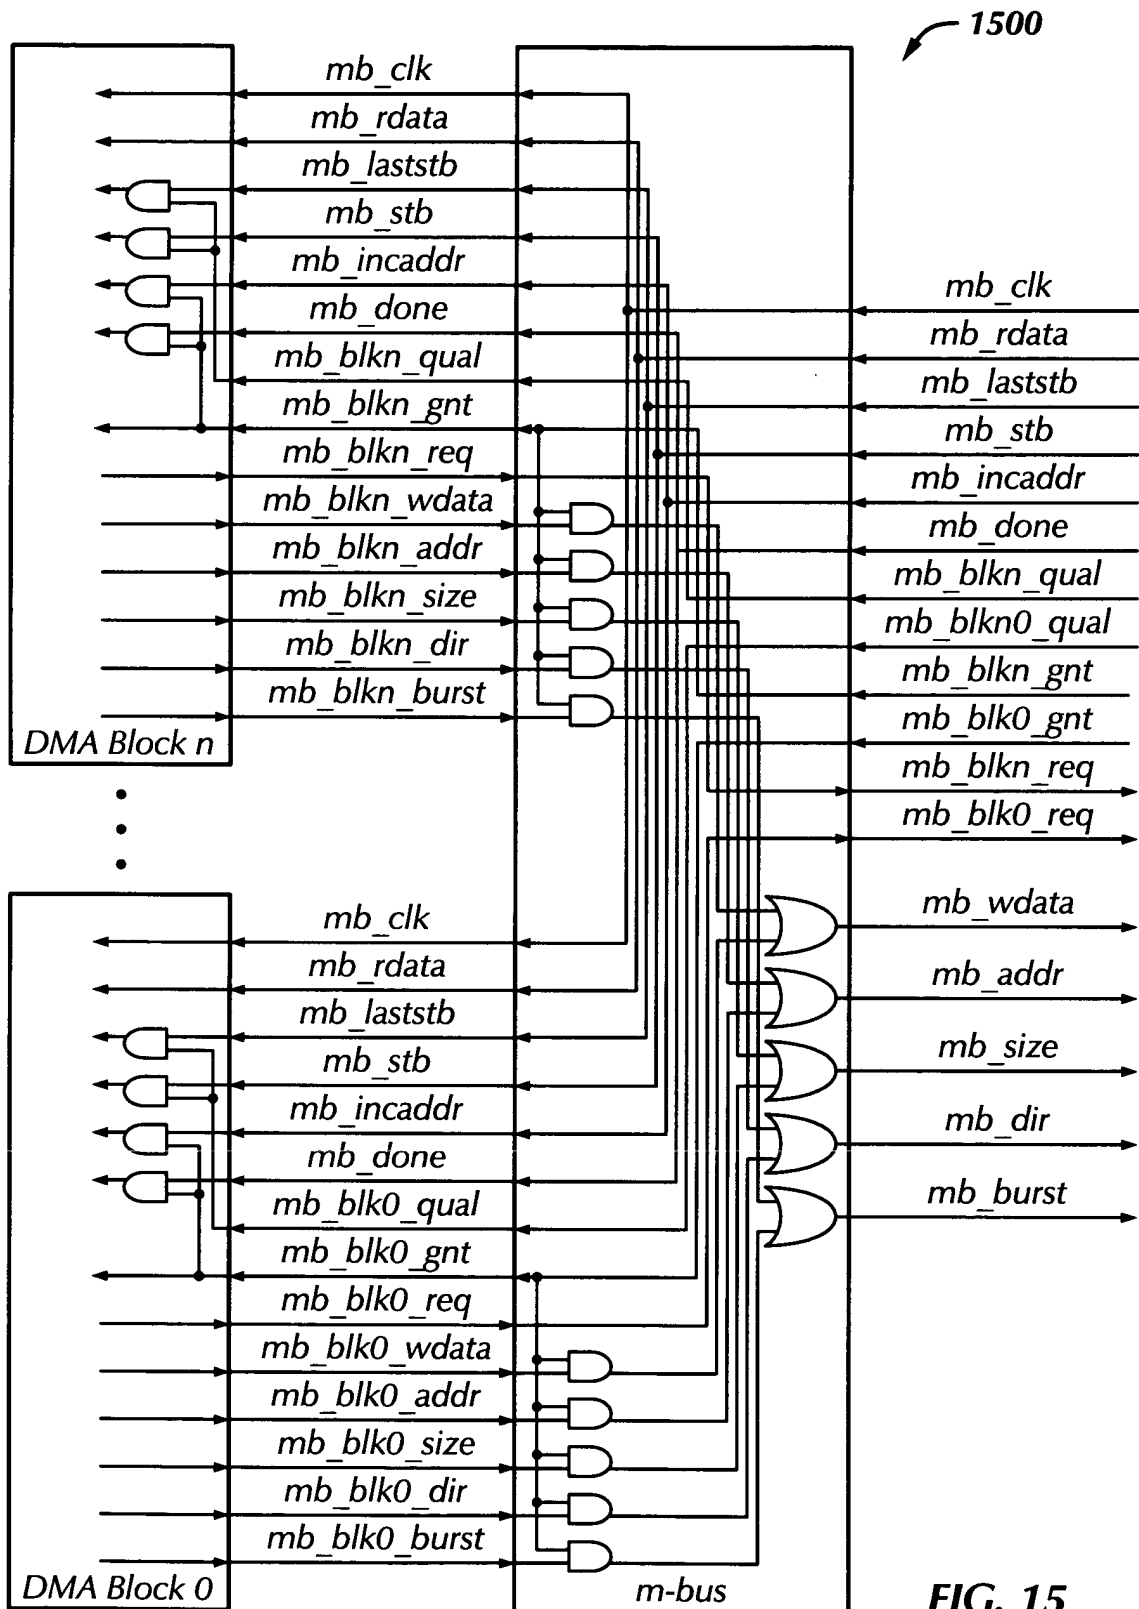 1500
mb_clk
mb_rdata
mb_laststb
mb_stb
mb_incaddr
mb_done
mb_blkn_qual
mb_blkn_gnt
mb_blkn_req
mb_blkn_wdata
mb_blkn_addr
mb_blkn_size
mb_blkn_dir
mb_blkn_burst
DMA Block n
mb_clk
mb_rdata
mb_laststb
mb_stb
mb_incaddr
mb_done
mb_blkn_qual
mb_blkn0_qual
mb_blkn_gnt
mb_blk0_gnt
mb_blkn_req
mb_blk0_req
mb_wdata
mb_addr
mb_size
mb_dir
mb_burst
mb_clk
mb_rdata
mb_laststb
mb_stb
mb_incaddr
mb_done
mb_blk0_qual
mb_blk0_gnt
mb_blk0_req
mb_blk0_wdata
mb_blk0_addr
mb_blk0_size
mb_blk0_dir
mb_blk0_burst
DMA Block 0
m-bus
FIG. 15